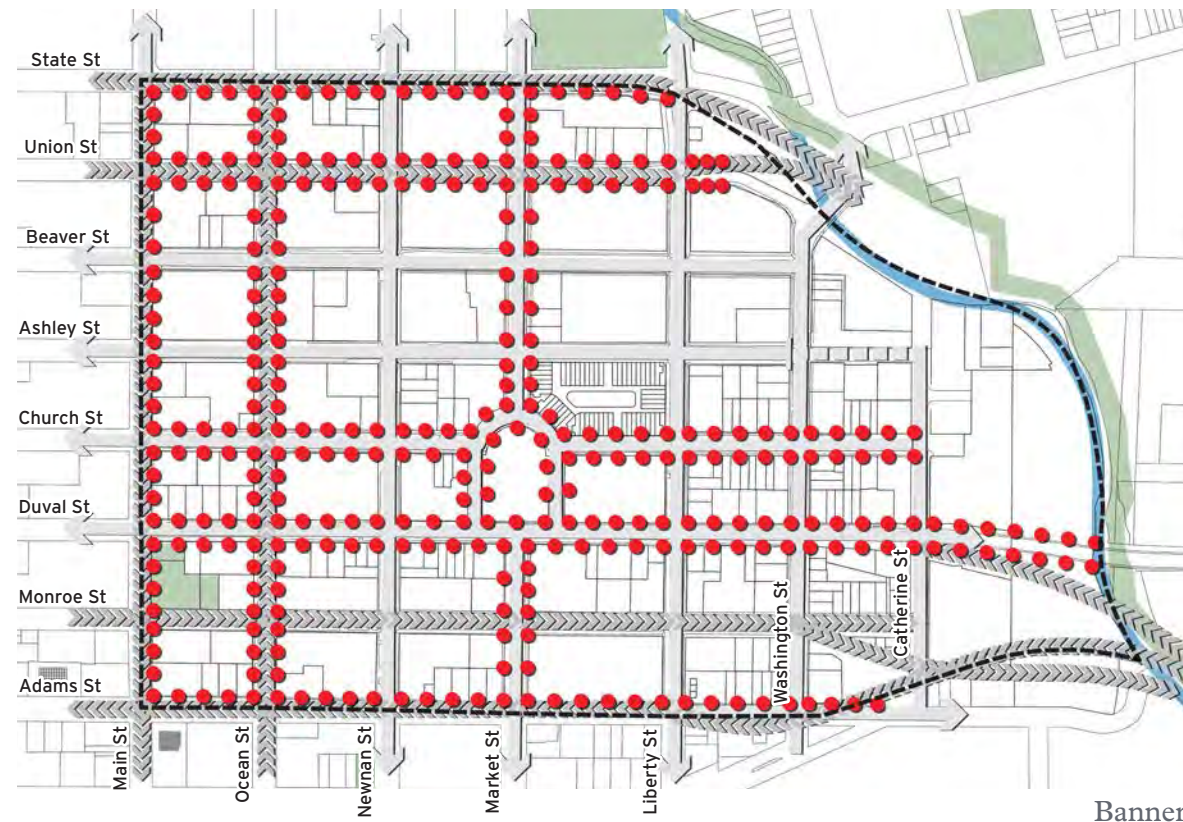 State St
Union St
Beaver St
Ashley St
Church St
Duval St
Monroe St
Adams St
Main St
Ocean St
Newnan St
Market St
Liberty St
Washington St
Catherine St
Banner